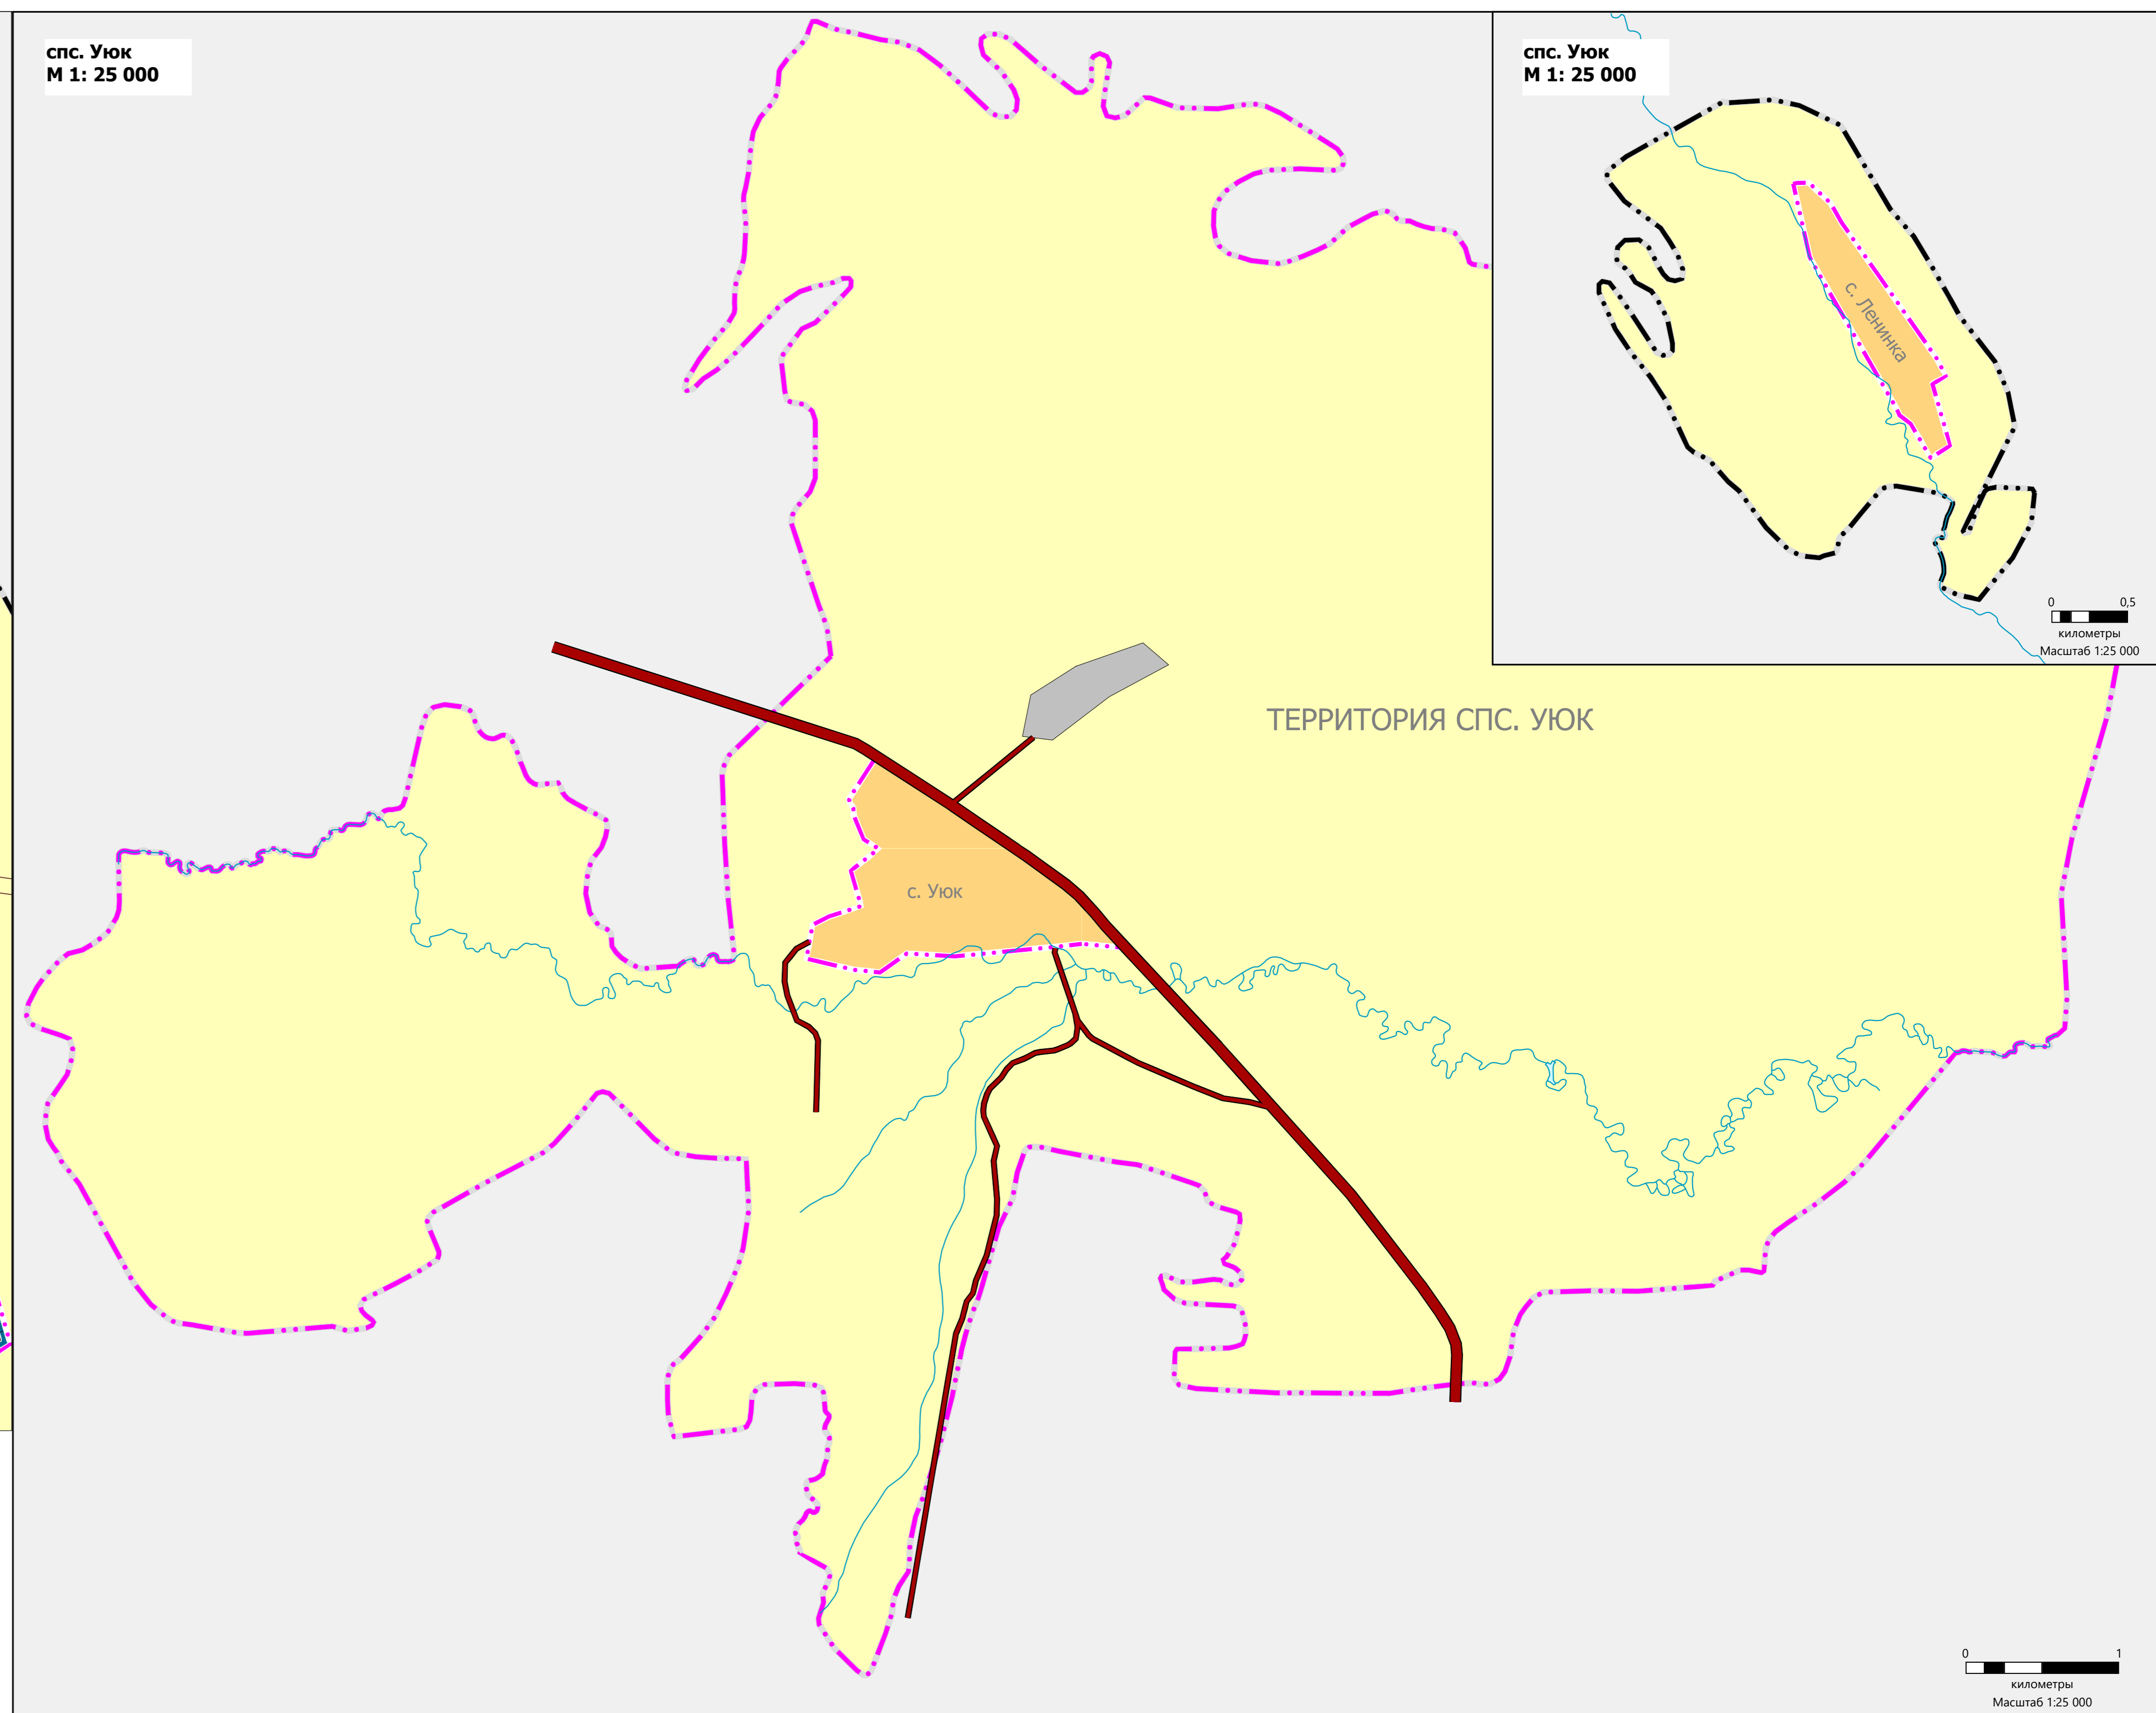 спс. Уюк
М 1: 25 000
спс. Уюк
М 1: 25 000
с. Ленинка
0 0,5
километры
Масштаб 1:25 000
ТЕРРИТОРИЯ СПС. УЮК
с. Уюк
0 1
километры
Масштаб 1:25 000